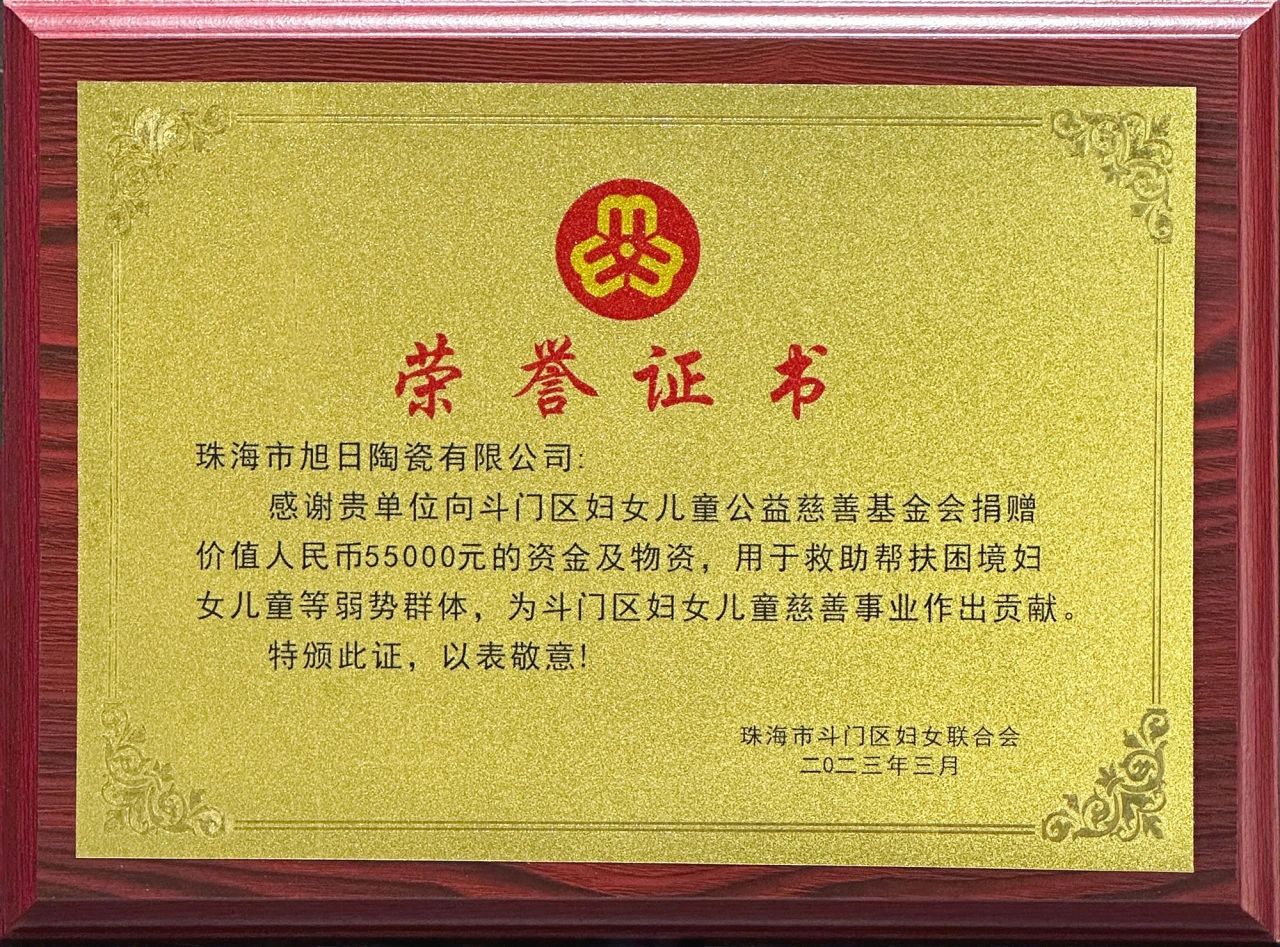 荣誉证书
珠海市旭日陶瓷有限公司:
感谢贵单位向斗门区妇女儿童公益慈善基金会捐赠
价值人民币55000元的资金及物资，用于救助帮扶困境妇
女儿童等弱势群体，为斗门区妇女儿童慈善事业作出贡献。
特颁此证，以表敬意!
珠海市斗门区妇女联合会
二0二三年三月